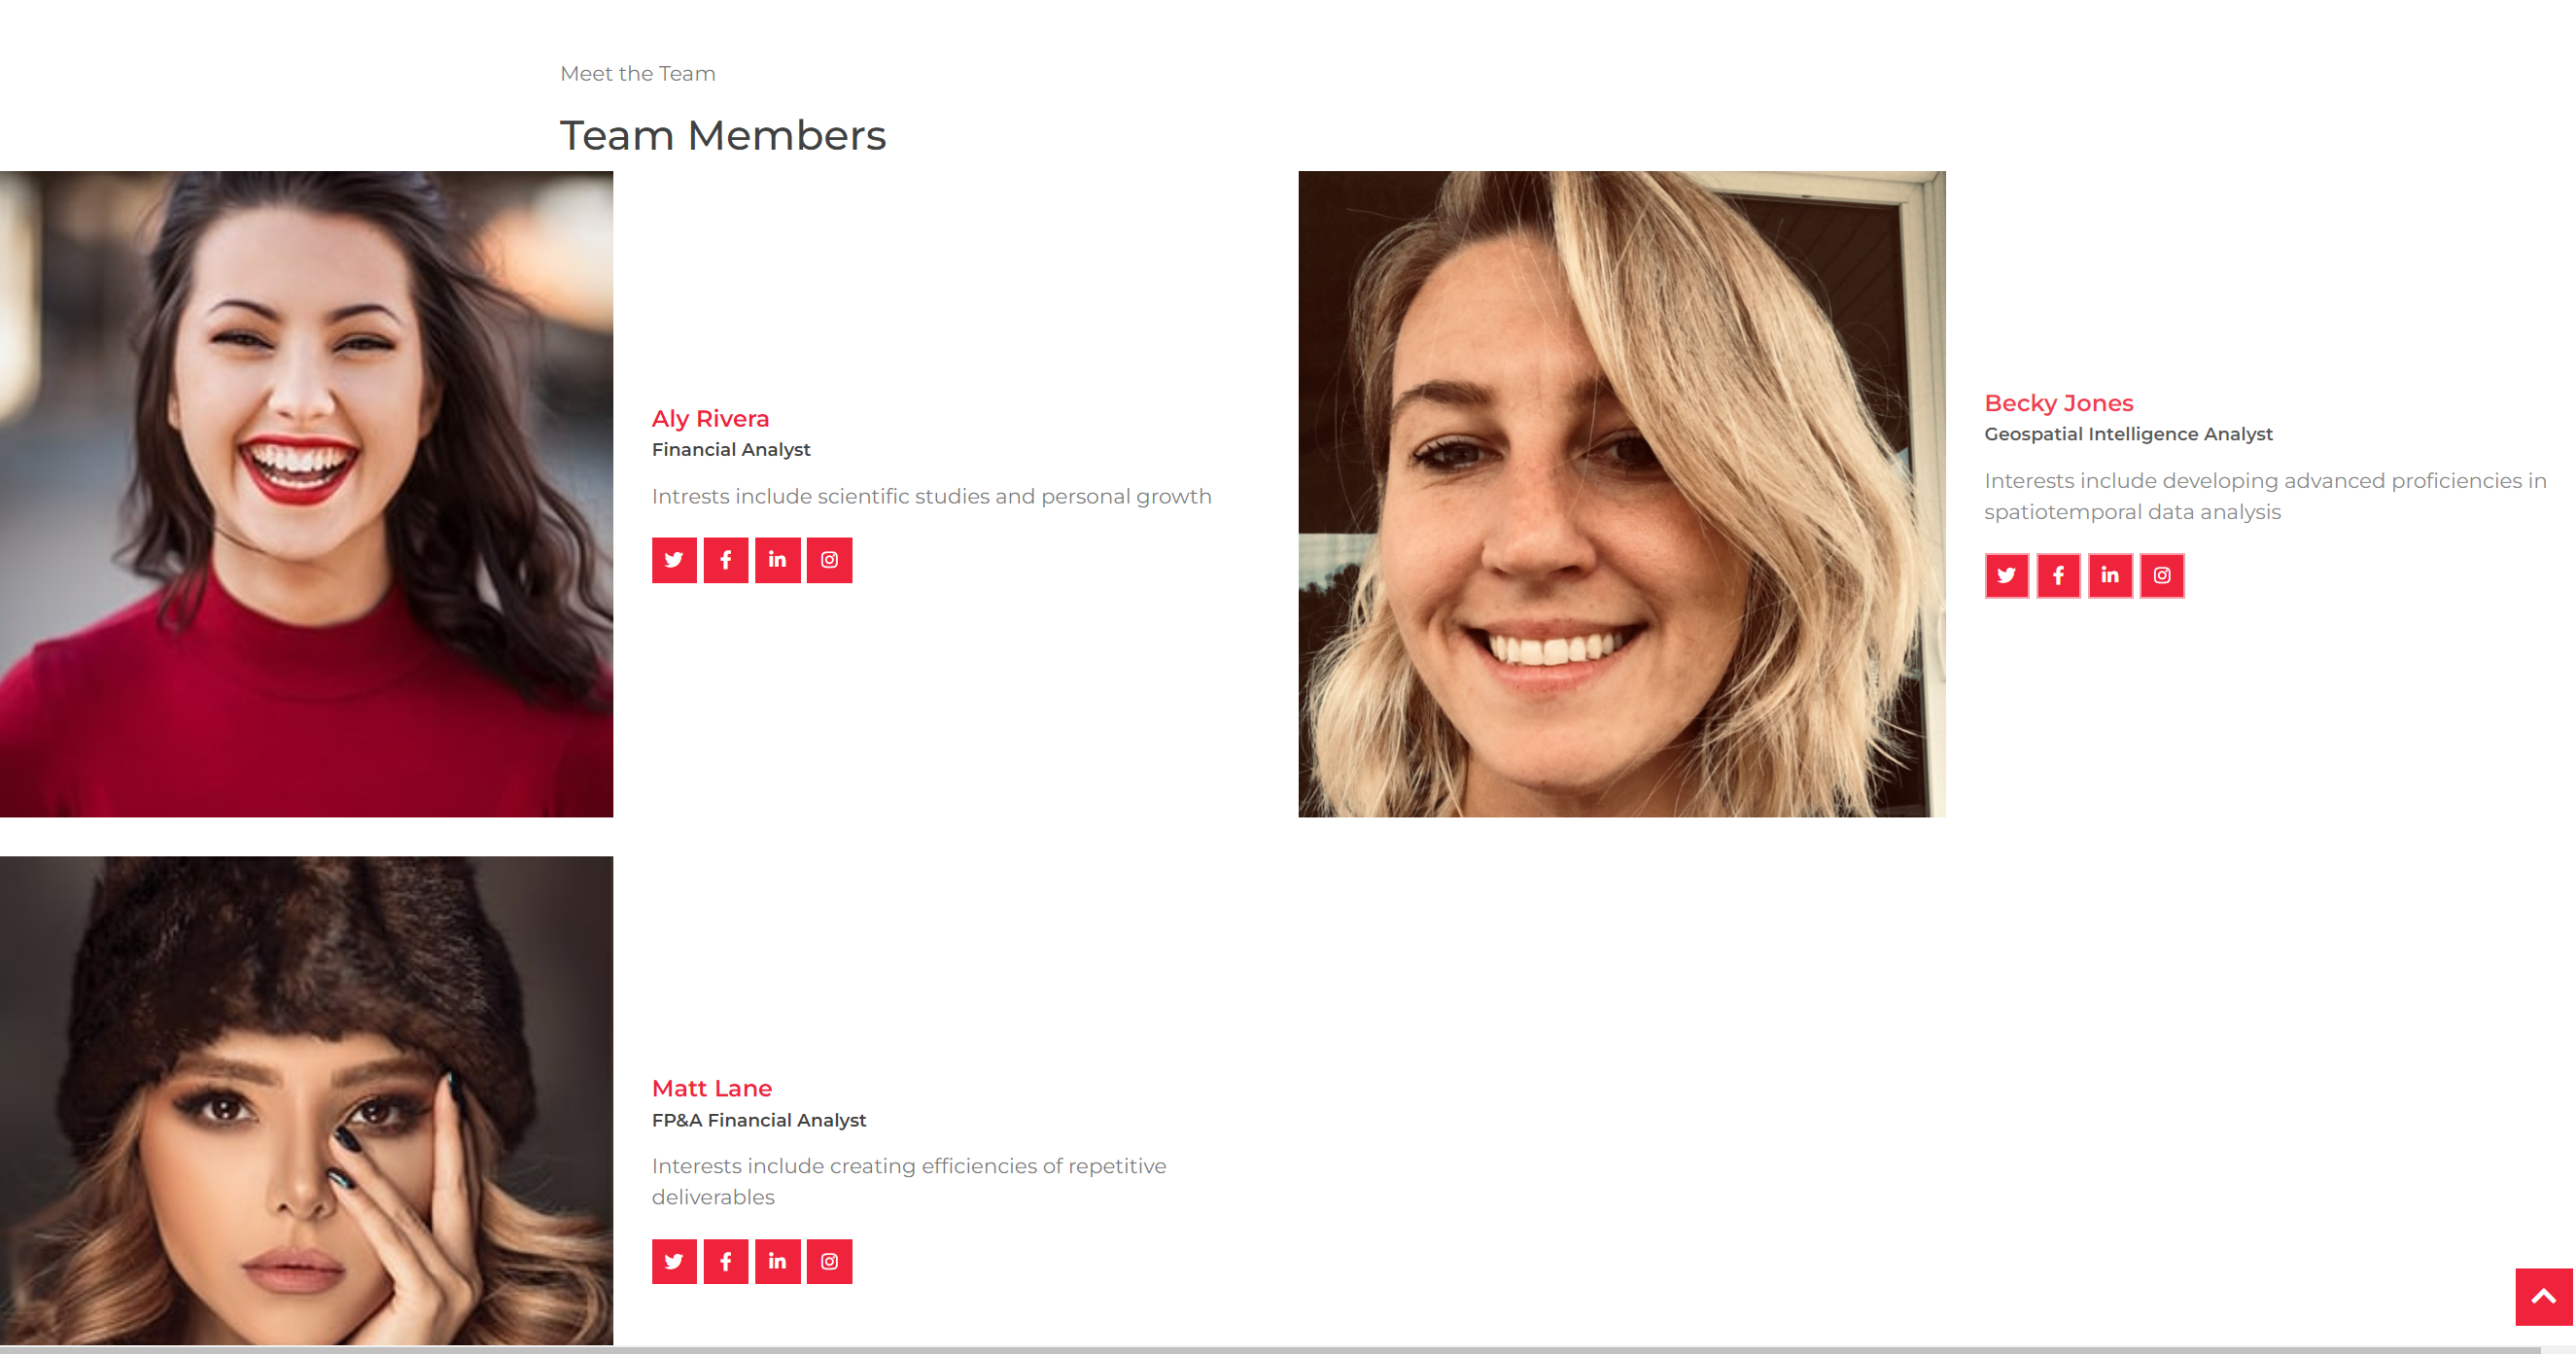 Meet the Team
Team Members
Aly Rivera
Financial Analyst
Intrests include scientific studies and personal growth
Becky Jones
Geospatial Intelligence Analyst
Interests include developing advanced proficiencies in
spatiotemporal data analysis
Matt Lane
FP&A Financial Analyst
Interests include creating efficiencies of repetitive
deliverables